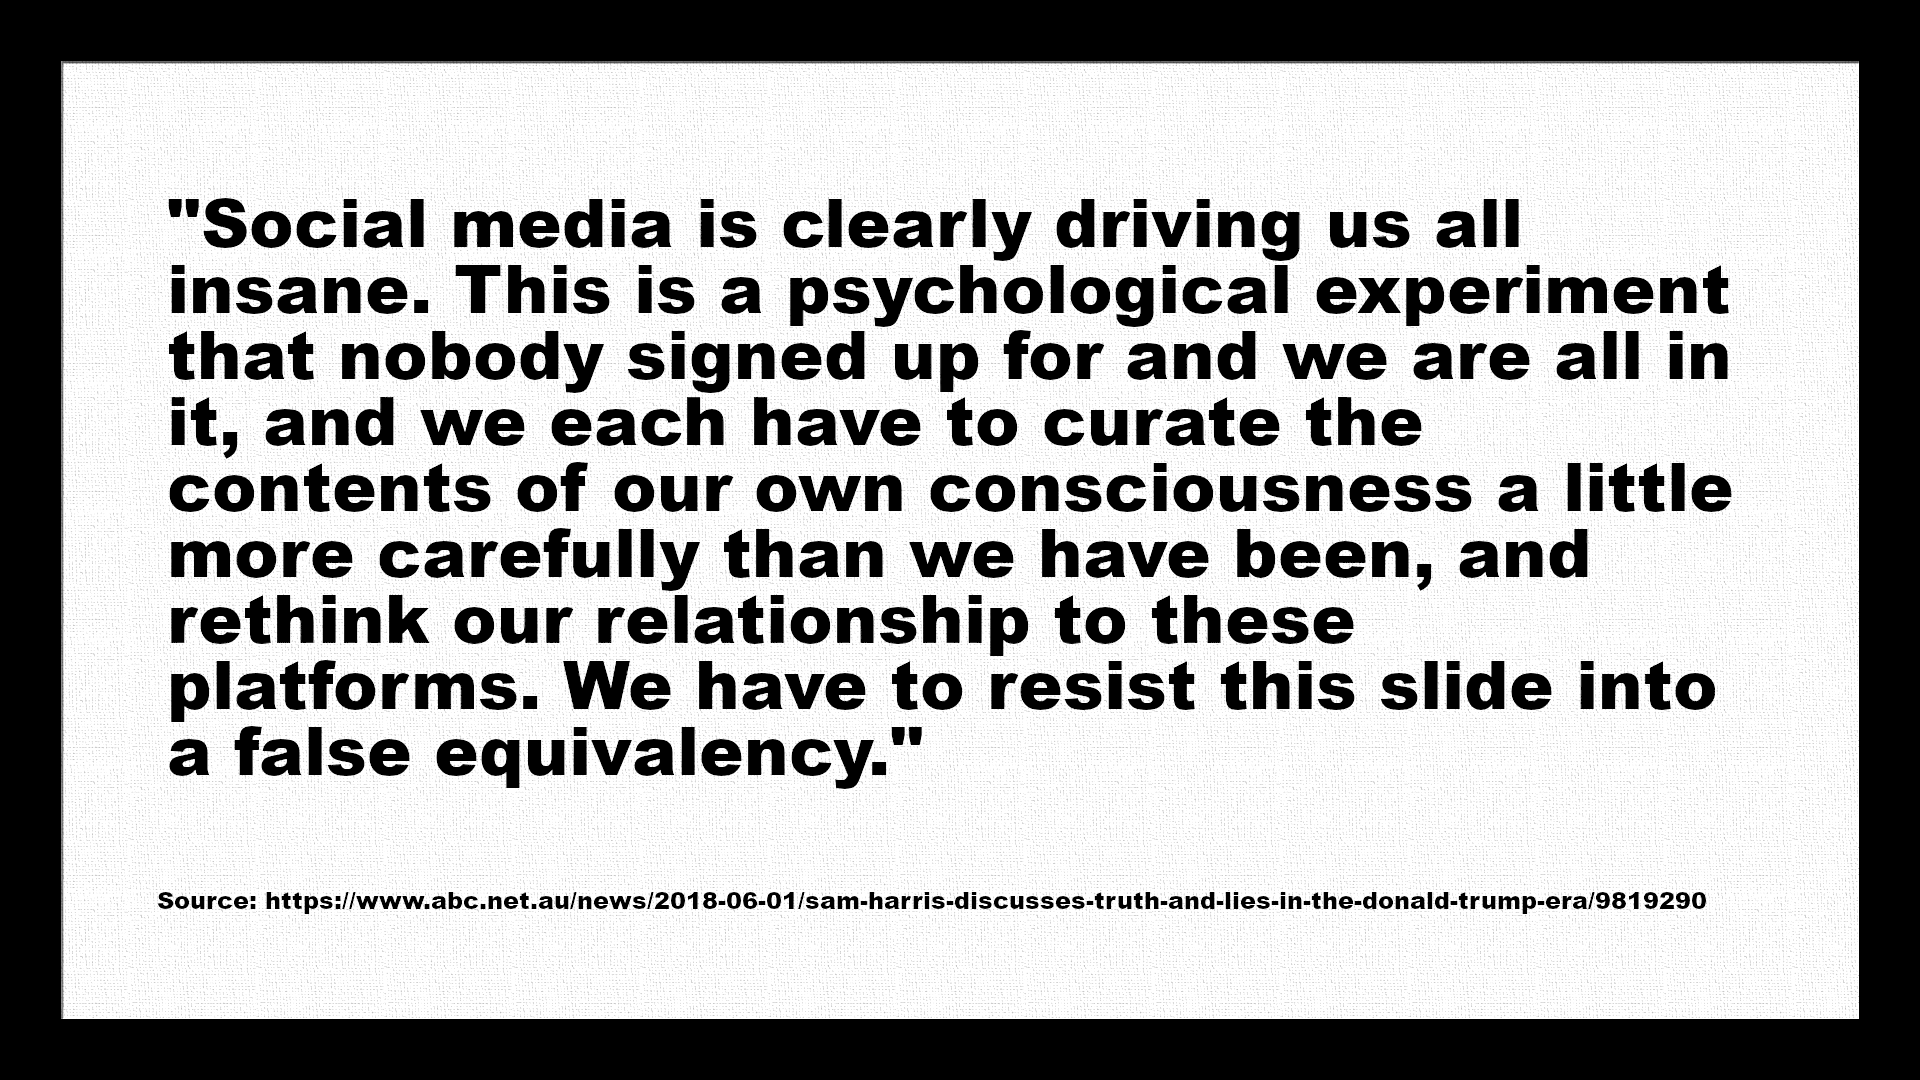 "Social media is clearly driving us all
insane. This is a psychological experiment
that nobody signed up for and we are all in
it, and we each have to curate the
contents of our own consciousness a little
more carefully than we have been, and
rethink our relationship to these
platforms. We have to resist this slide into
a false equivalency."
Source: https://www.abc.net.au/news/2018-06-01/sam-harris-discusses-truth-and-lies-in-the-donald-trump-era/9819290